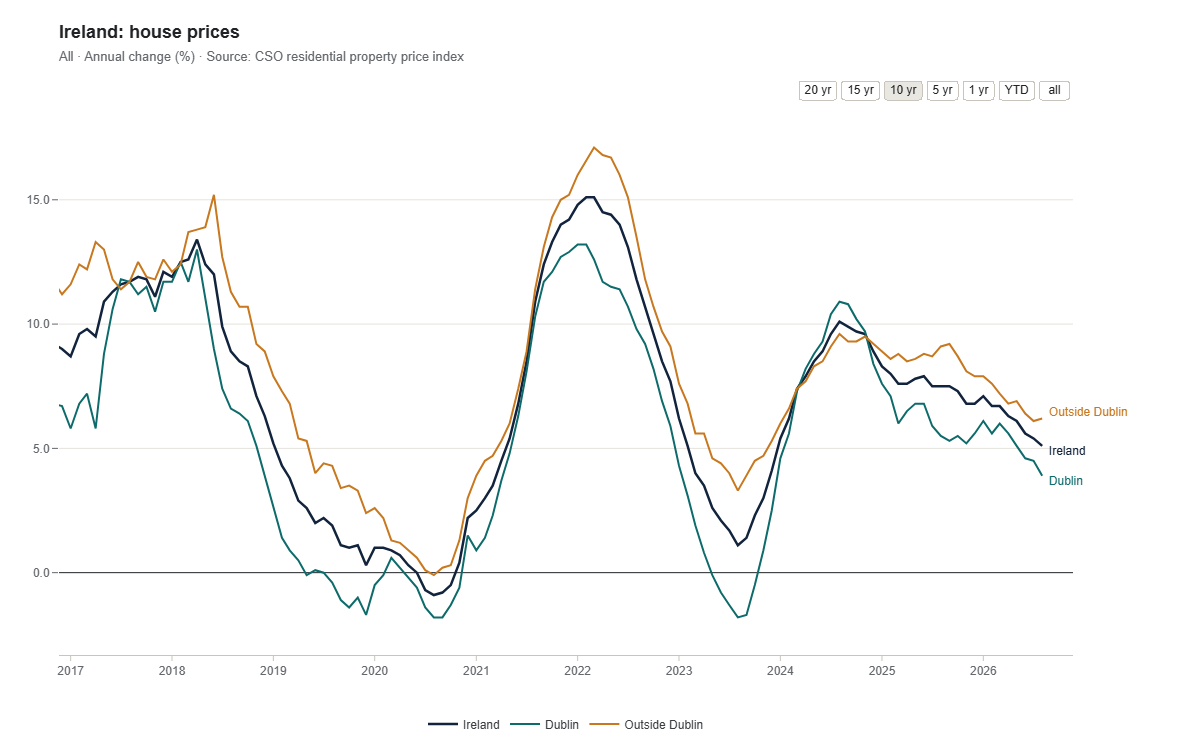 Ireland: house prices
All · Annual change (%) · Source: CSO residential property price index
20 yr 15 yr 10 yr 5 yr 1 yr YTD all
15.0
10.0
5.0
0.0
Outside Dublin
Ireland
Dublin
2017 2018 2019 2020 2021 2022 2023 2024 2025 2026
Ireland Dublin Outside Dublin